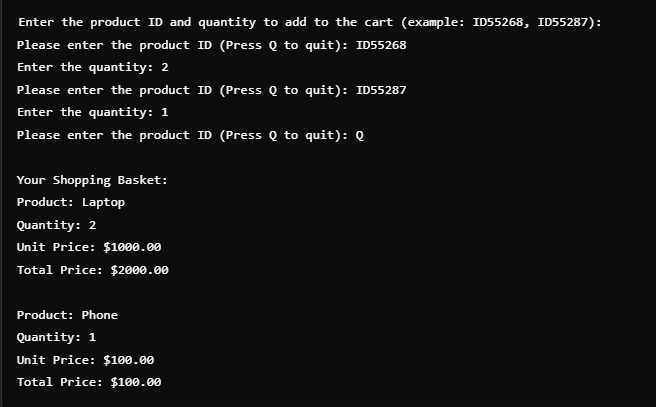 Enter the product ID and quantity to add to the cart (example: ID55268, ID55287):
Please enter the product ID (Press Q to quit): ID55268
Enter the quantity: 2
Please enter the product ID (Press Q to quit): ID55287
Enter the quantity: 1
Please enter the product ID (Press Q to quit): Q
Your Shopping Basket:
Product: Laptop
Quantity: 2
Unit Price: $1000.00
Total Price: $2000.00
Product: Phone
Quantity: 1
Unit Price: $100.00
Total Price: $100.00